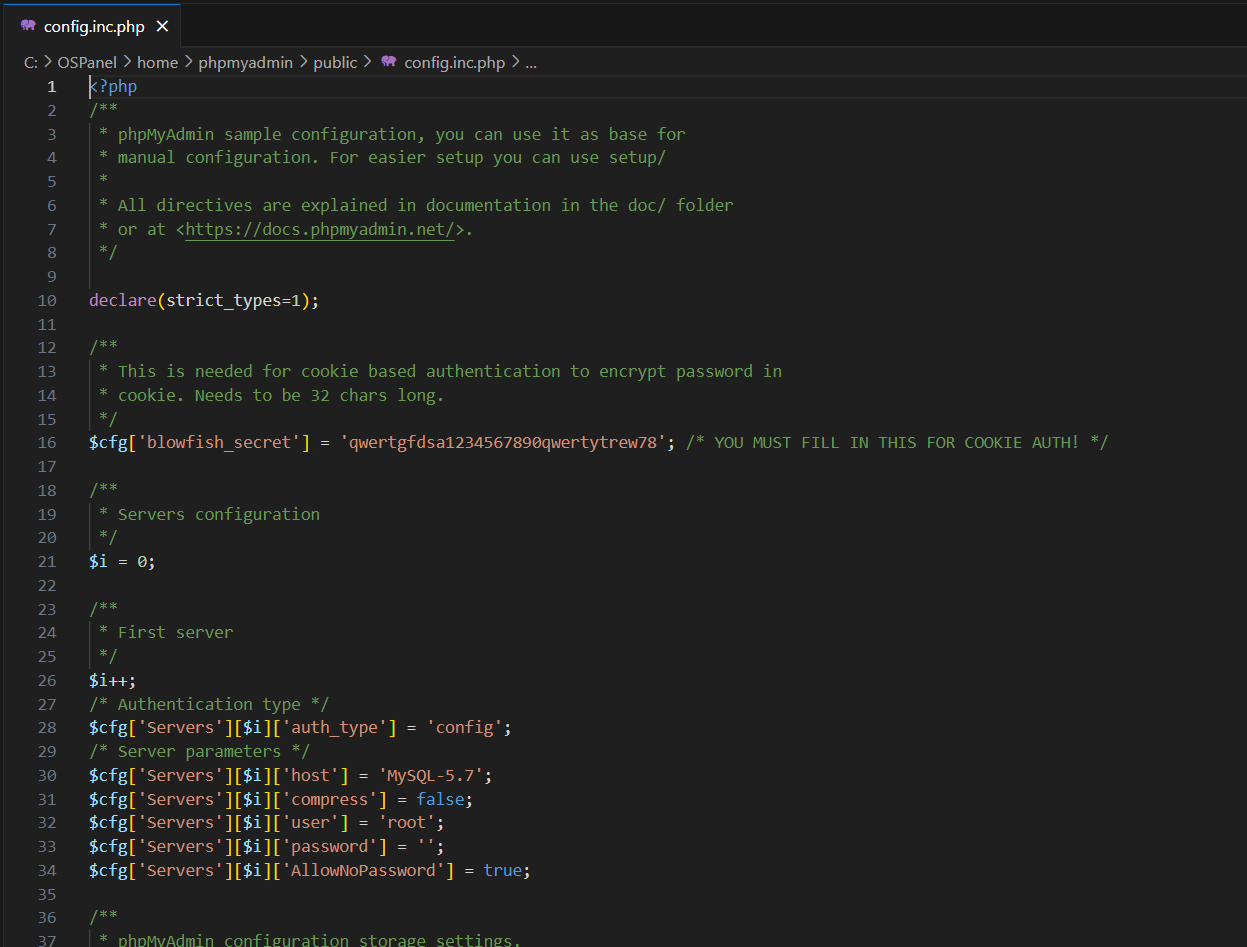 config.inc.php
C: > OSPanel > home > phpmyadmin > public > config.inc.php > ...
1 <?php
2 /**
3  * phpMyAdmin sample configuration, you can use it as base for
4  * manual configuration. For easier setup you can use setup/
5  *
6  * All directives are explained in documentation in the doc/ folder
7  * or at <https://docs.phpmyadmin.net/>.
8  */
9
10 declare(strict_types=1);
11
12 /**
13  * This is needed for cookie based authentication to encrypt password in
14  * cookie. Needs to be 32 chars long.
15  */
16 $cfg['blowfish_secret'] = 'qwertgfdsa1234567890qwertytrew78'; /* YOU MUST FILL IN THIS FOR COOKIE AUTH! */
17
18 /**
19  * Servers configuration
20  */
21 $i = 0;
22
23 /**
24  * First server
25  */
26 $i++;
27 /* Authentication type */
28 $cfg['Servers'][$i]['auth_type'] = 'config';
29 /* Server parameters */
30 $cfg['Servers'][$i]['host'] = 'MySQL-5.7';
31 $cfg['Servers'][$i]['compress'] = false;
32 $cfg['Servers'][$i]['user'] = 'root';
33 $cfg['Servers'][$i]['password'] = '';
34 $cfg['Servers'][$i]['AllowNoPassword'] = true;
35
36 /**
37  * phpMyAdmin configuration storage settings.